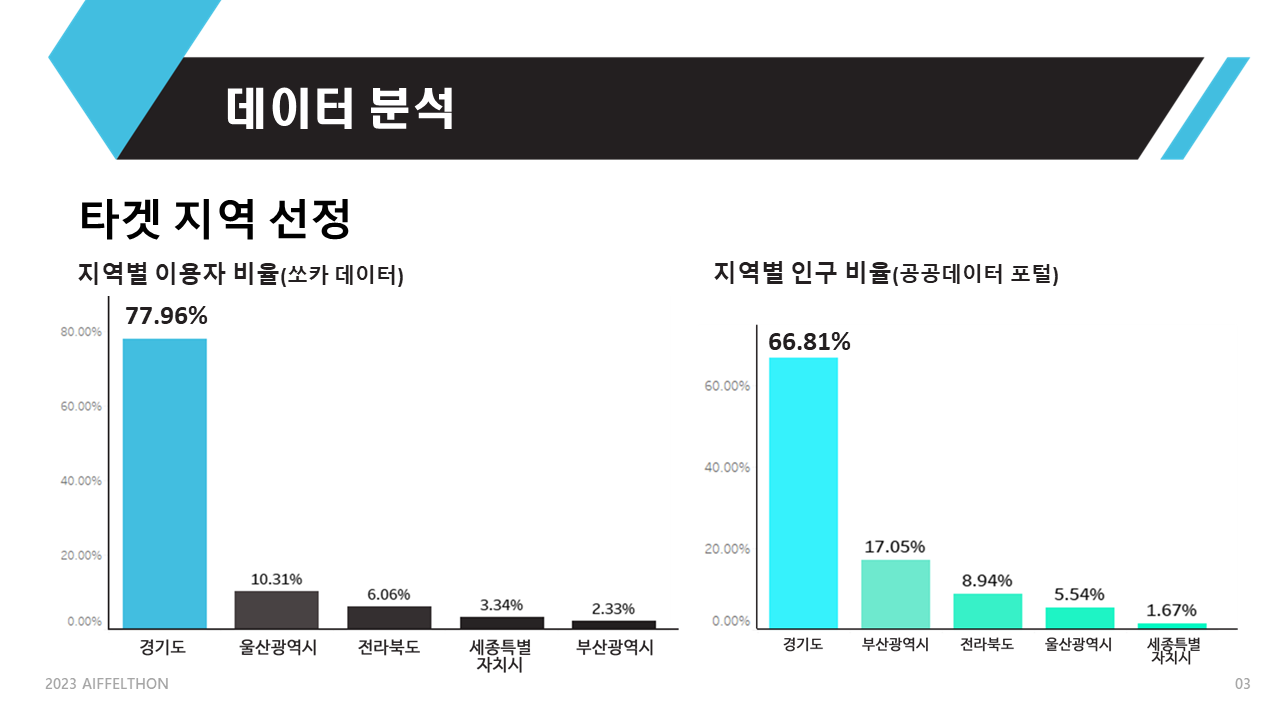 데이터 분석
타겟 지역 선정
지역별 이용자 비율(쏘카 데이터)
77.96%
80.00%
60.00%
40.00%
20.00%
0.00%
10.31%
6.06%
3.34%
2.33%
경기도
울산광역시
전라북도
세종특별
자치시
부산광역시
지역별 인구 비율(공공데이터 포털)
66.81%
60.00%
40.00%
20.00%
0.00%
17.05%
8.94%
5.54%
1.67%
경기도
부산광역시
전라북도
울산광역시
세종특별
자치시
2023 AIFFELTHON
03